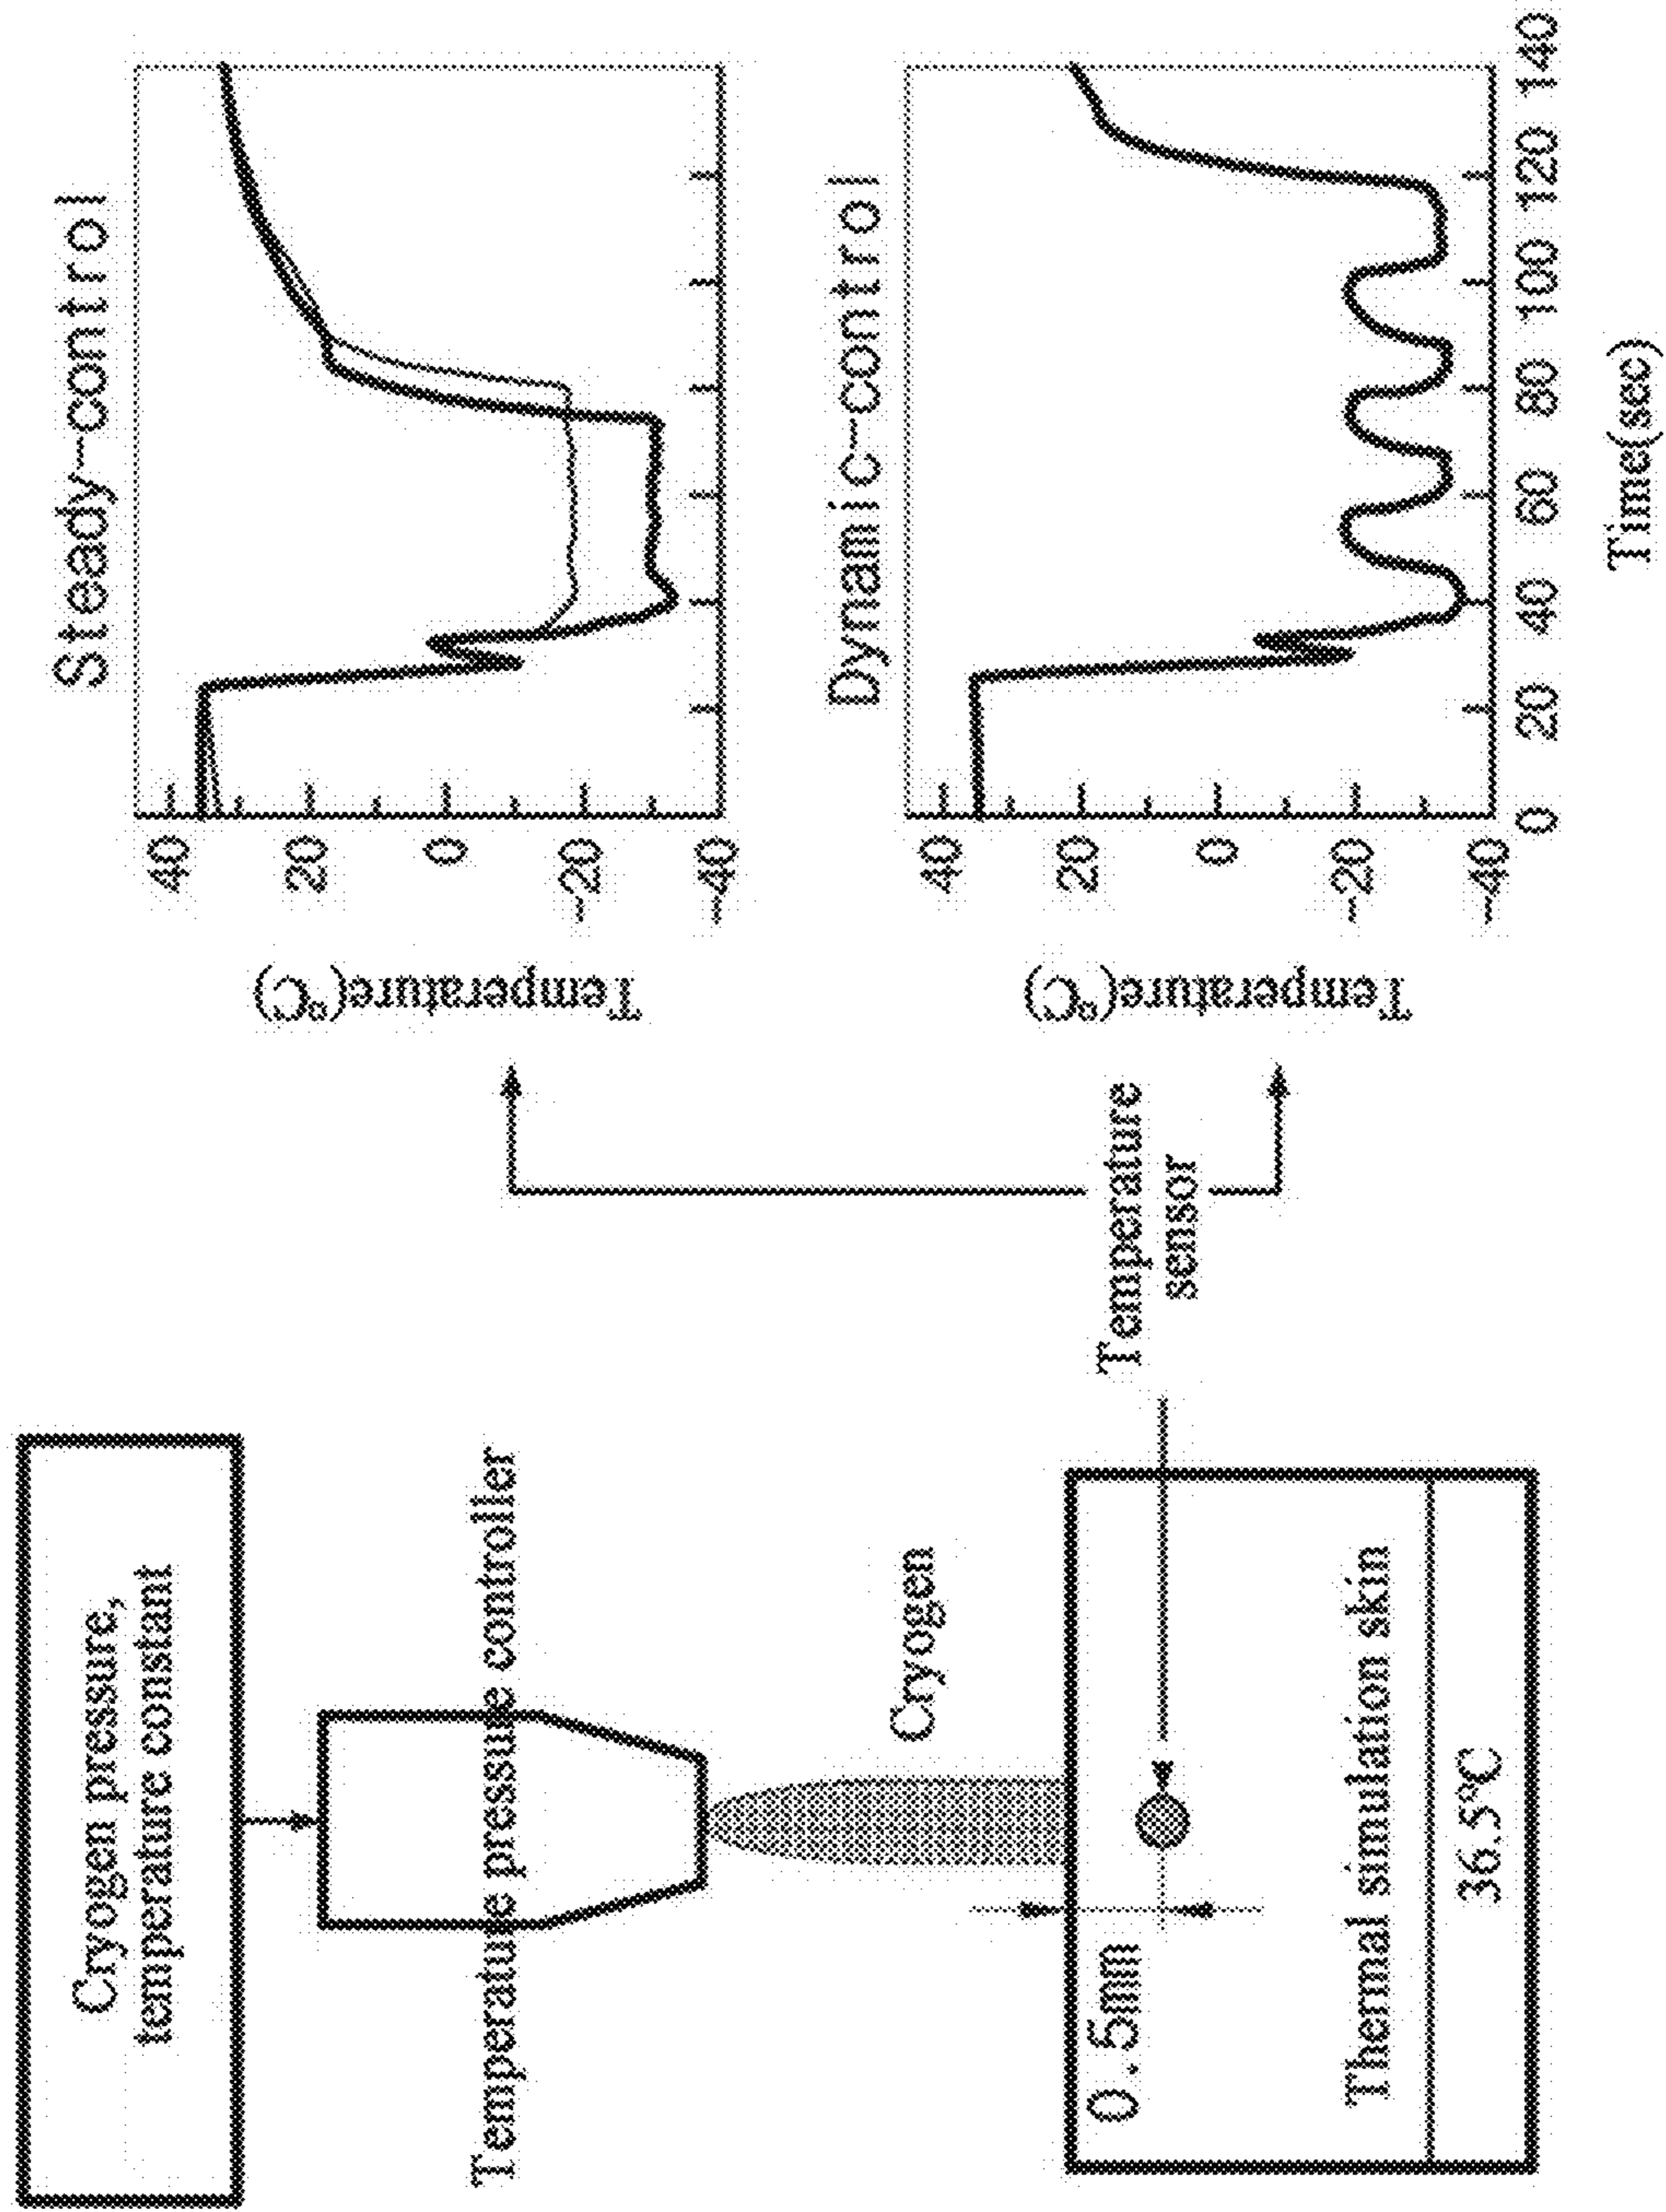 Cryogen pressure,
temperature constant
Temperature pressure controller
Cryogen
0.5mm
Thermal simulation skin
36.5℃
Temperature
sensor
Steady-control
Temperature(℃)
40
20
0
-20
-40
Dynamic-control
Temperature(℃)
40
20
0
-20
-40
0 20 40 60 80 100 120 140
Time(sec)